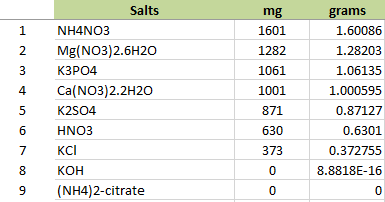 Salts mg grams
1 NH4NO3 1601 1.60086
2 Mg(NO3)2.6H2O 1282 1.28203
3 K3PO4 1061 1.06135
4 Ca(NO3)2.2H2O 1001 1.000595
5 K2SO4 871 0.87127
6 HNO3 630 0.6301
7 KCl 373 0.372755
8 KOH 0 8.8818E-16
9 (NH4)2-citrate 0 0